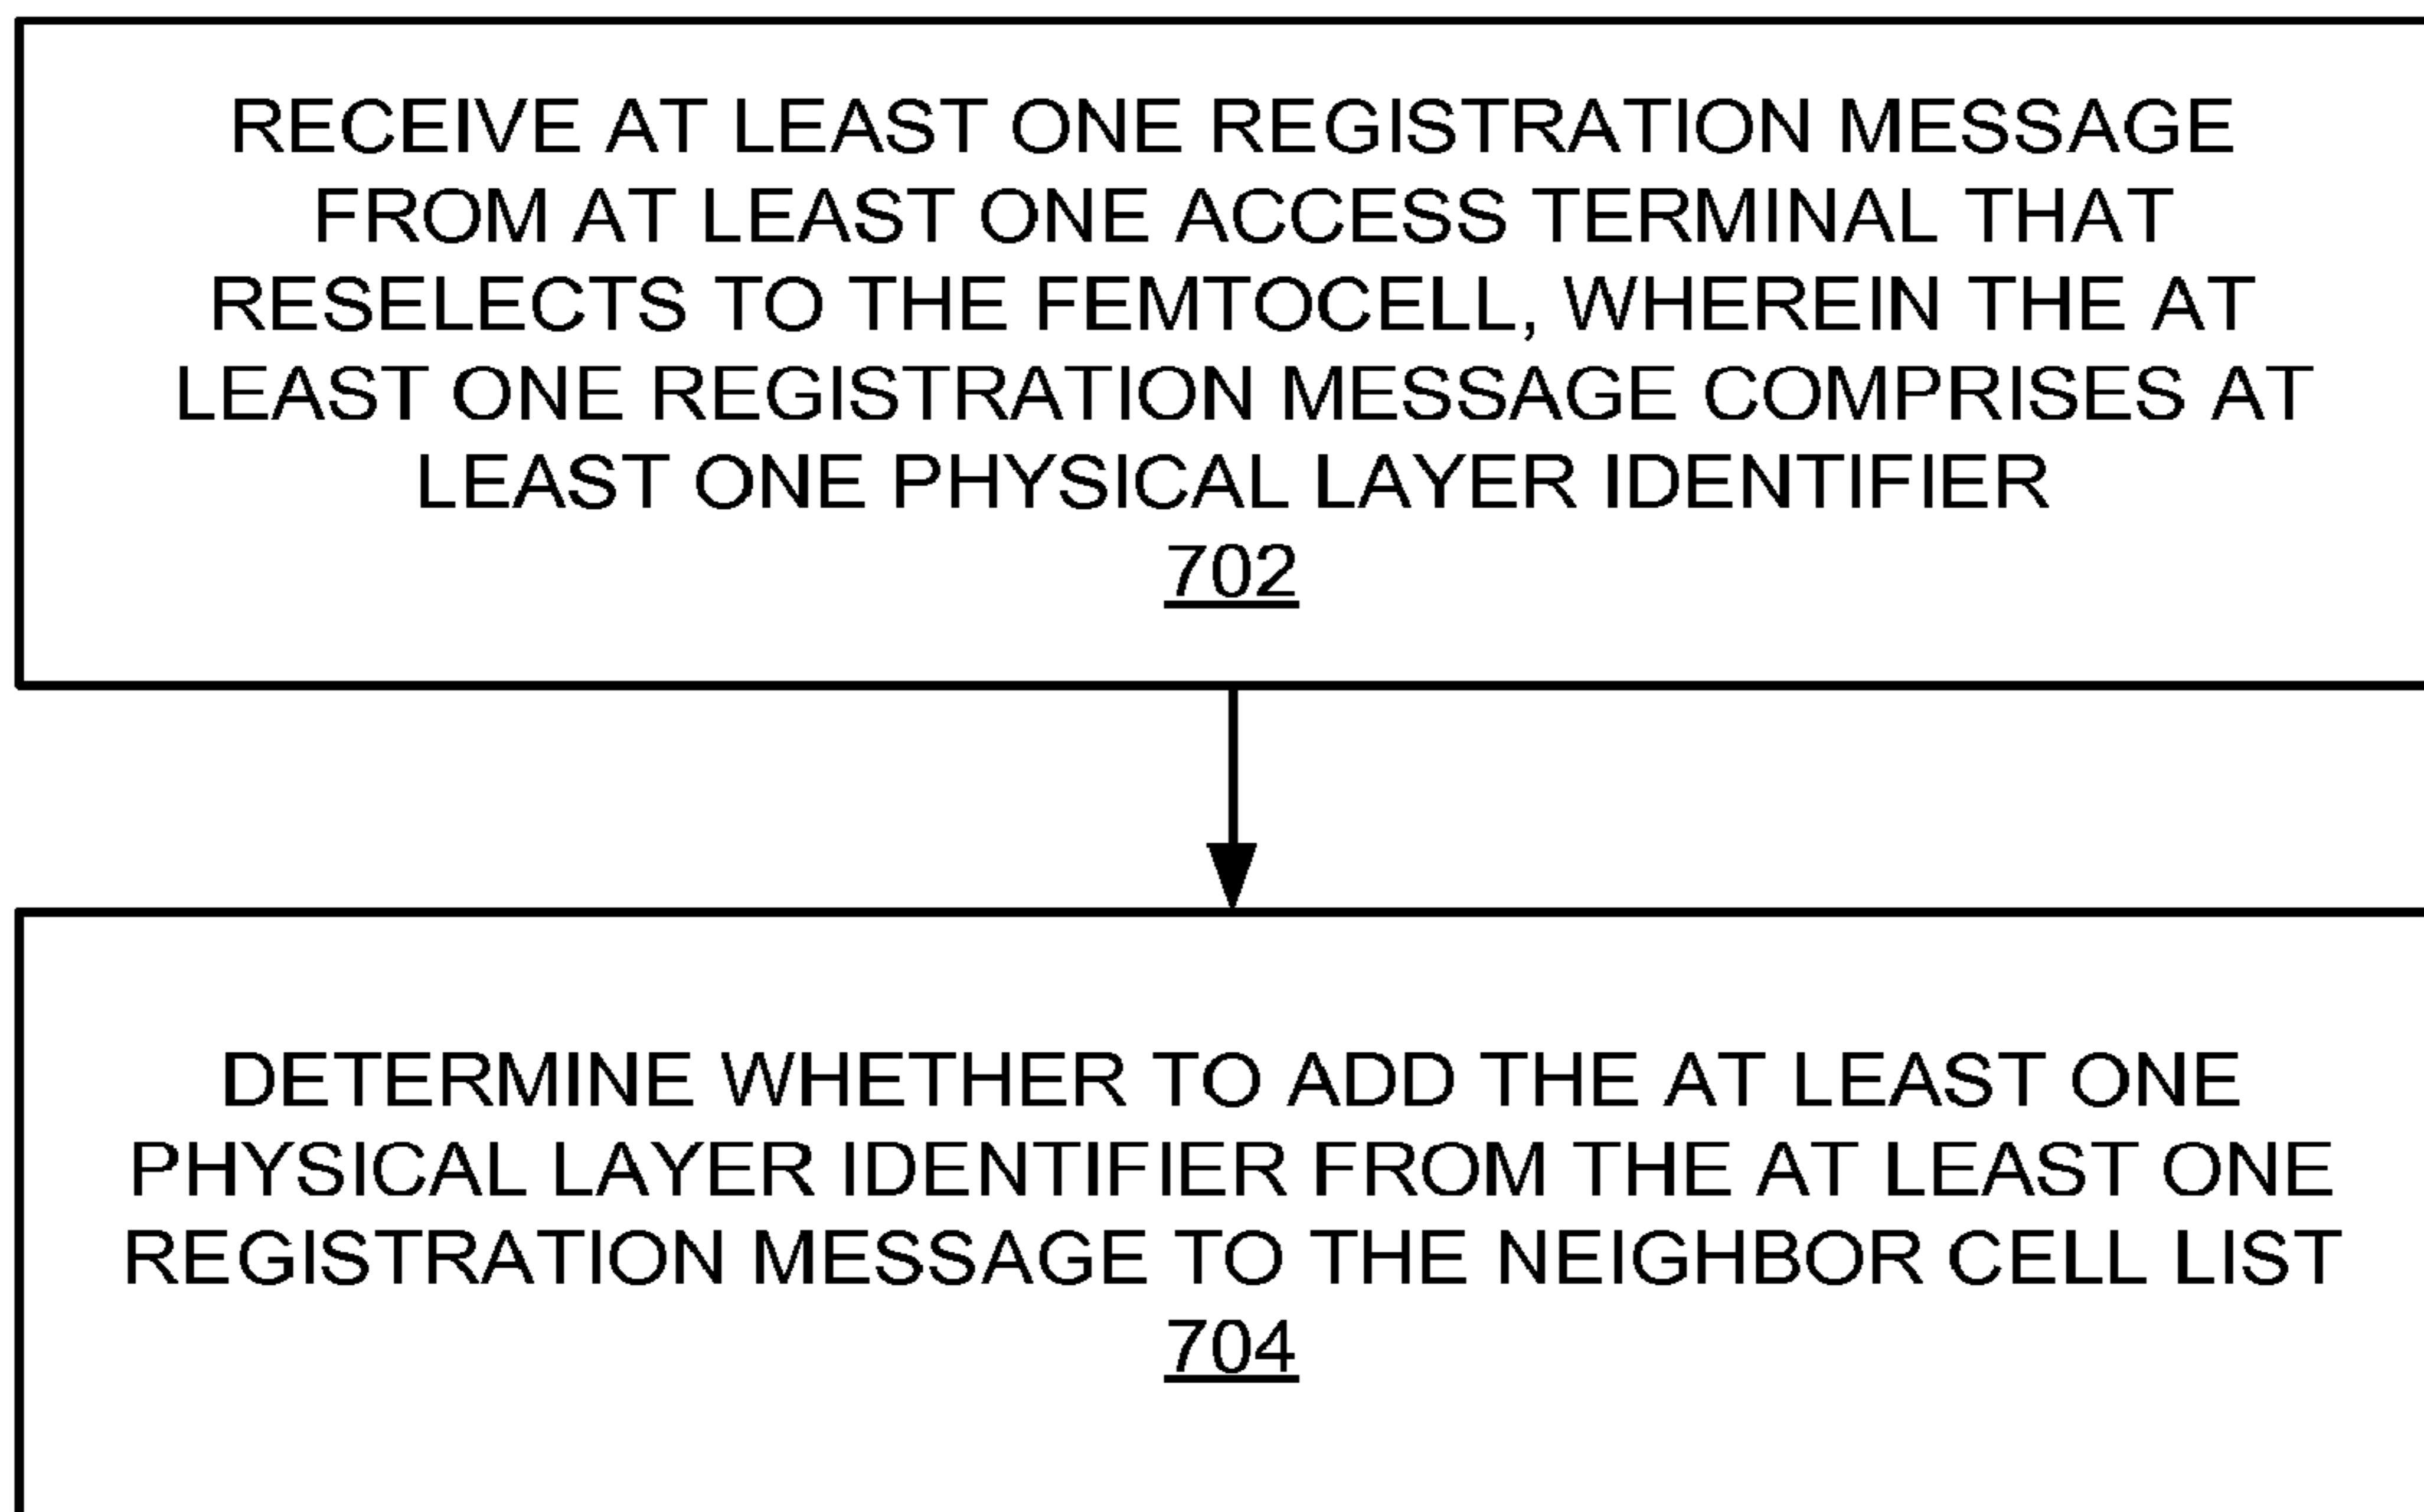 RECEIVE AT LEAST ONE REGISTRATION MESSAGE
FROM AT LEAST ONE ACCESS TERMINAL THAT
RESELECTS TO THE FEMTOCELL, WHEREIN THE AT
LEAST ONE REGISTRATION MESSAGE COMPRISES AT
LEAST ONE PHYSICAL LAYER IDENTIFIER
702
DETERMINE WHETHER TO ADD THE AT LEAST ONE
PHYSICAL LAYER IDENTIFIER FROM THE AT LEAST ONE
REGISTRATION MESSAGE TO THE NEIGHBOR CELL LIST
704